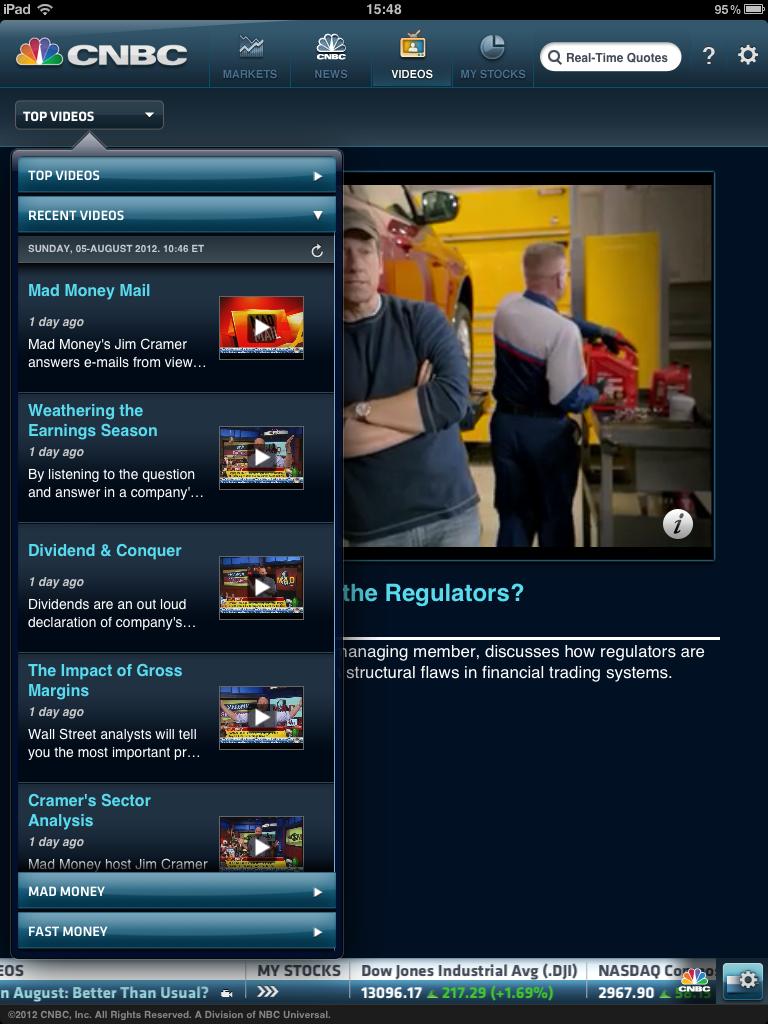 iPad 15:48 95%
CNBC
MARKETS
CNBC
NEWS
VIDEOS
MY STOCKS
Real-Time Quotes
?
TOP VIDEOS
TOP VIDEOS
RECENT VIDEOS
SUNDAY, 05-AUGUST 2012. 10:46 ET
Mad Money Mail
1 day ago
Mad Money's Jim Cramer
answers e-mails from view…
Weathering the
Earnings Season
1 day ago
By listening to the question
and answer in a company'…
Dividend & Conquer
1 day ago
Dividends are an out loud
declaration of company's…
The Impact of Gross
Margins
1 day ago
Wall Street analysts will tell
you the most important pr…
Cramer's Sector
Analysis
1 day ago
Mad Money host Jim Cramer
MAD MONEY
FAST MONEY
i
the Regulators?
managing member, discusses how regulators are
structural flaws in financial trading systems.
EOS
n August: Better Than Usual?
MY STOCKS
Dow Jones Industrial Avg (.DJI)
13096.17 217.29 (+1.69%)
NASDAQ Compo
2967.90
CNBC
©2012 CNBC, Inc. All Rights Reserved. A Division of NBC Universal.